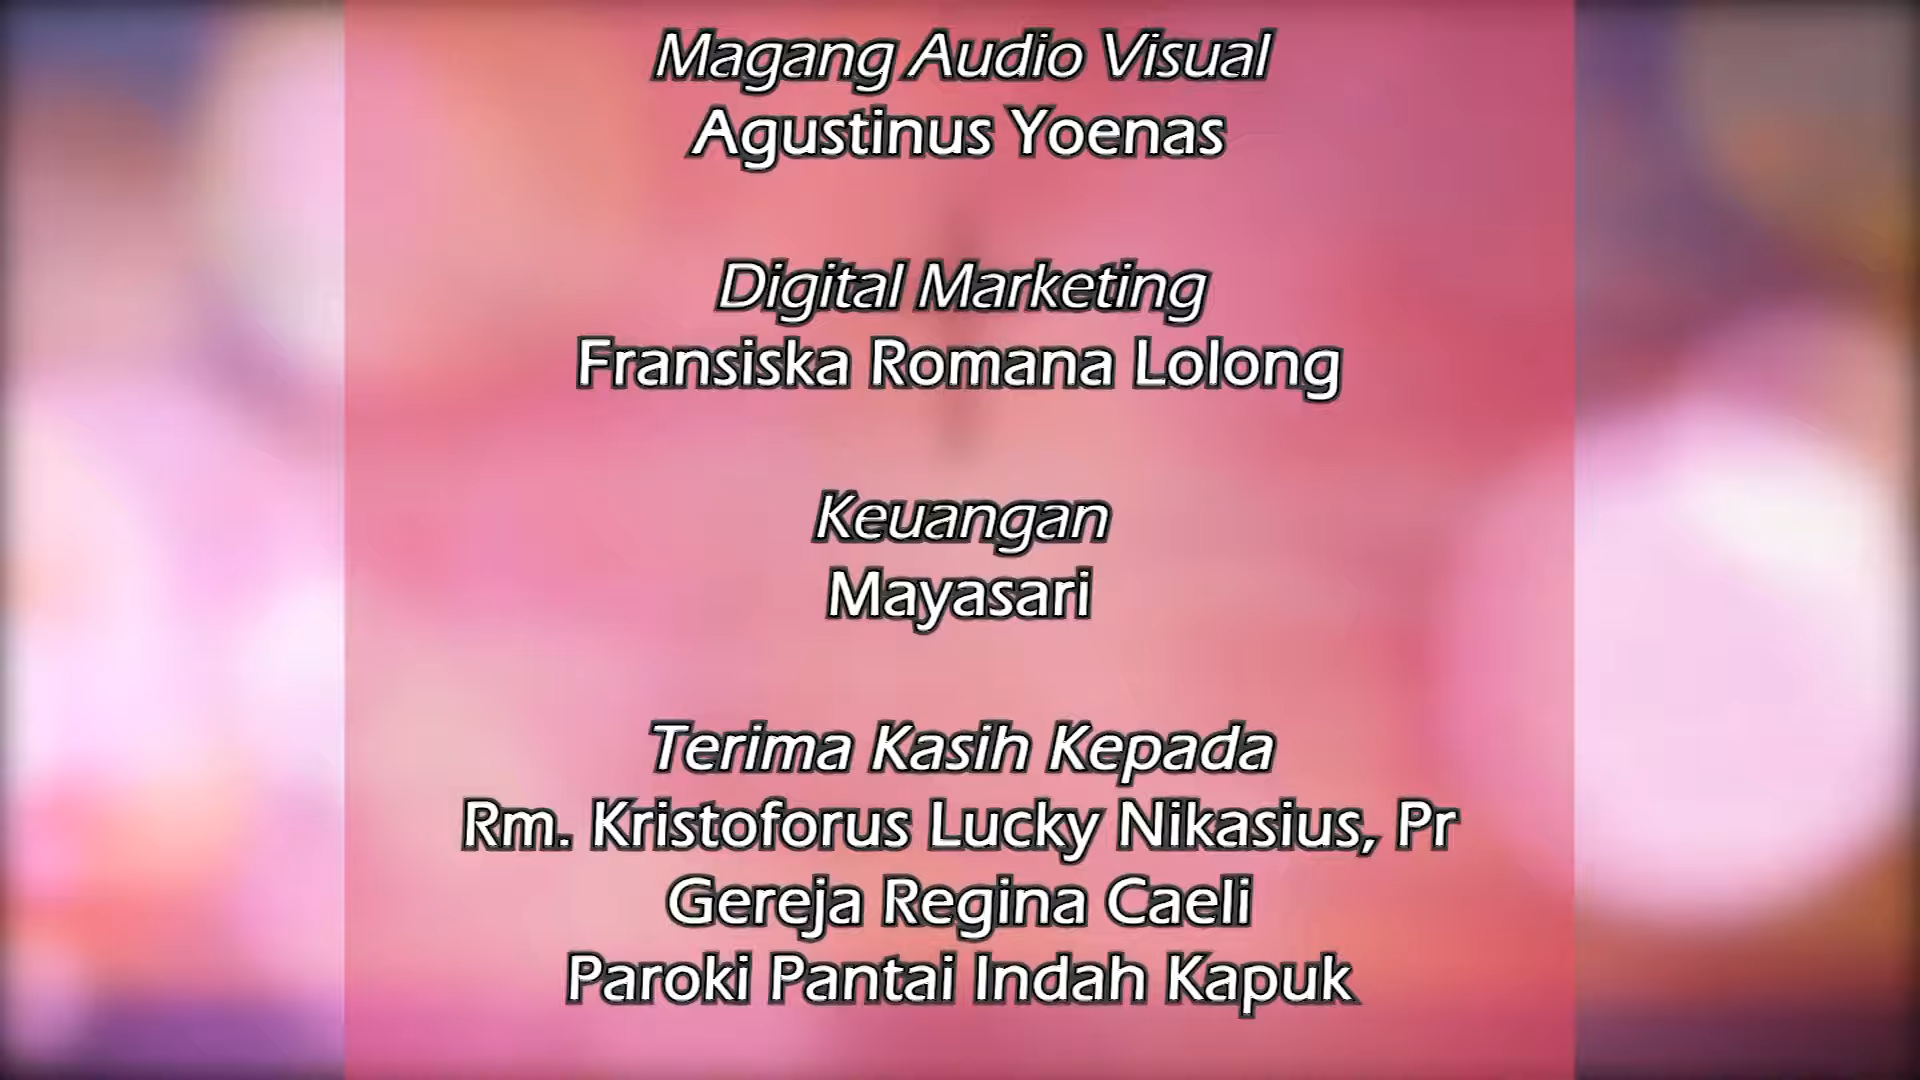 Magang Audio Visual
Agustinus Yoenas
Digital Marketing
Fransiska Romana Lolong
Keuangan
Mayasari
Terima Kasih Kepada
Rm. Kristoforus Lucky Nikasius, Pr
Gereja Regina Caeli
Paroki Pantai Indah Kapuk